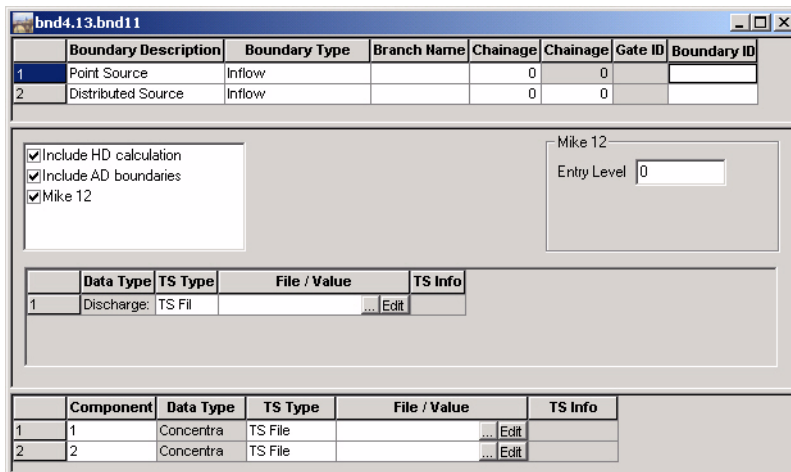 bnd4.13.bnd11
Boundary Description Boundary Type Branch Name Chainage Chainage Gate ID Boundary ID
1 Point Source Inflow 0 0
2 Distributed Source Inflow 0 0
Include HD calculation
Include AD boundaries
Mike 12
Mike 12
Entry Level 0
Data Type TS Type File / Value TS Info
1 Discharge: TS Fil ... Edit
Component Data Type TS Type File / Value TS Info
1 1 Concentra TS File ... Edit
2 2 Concentra TS File ... Edit